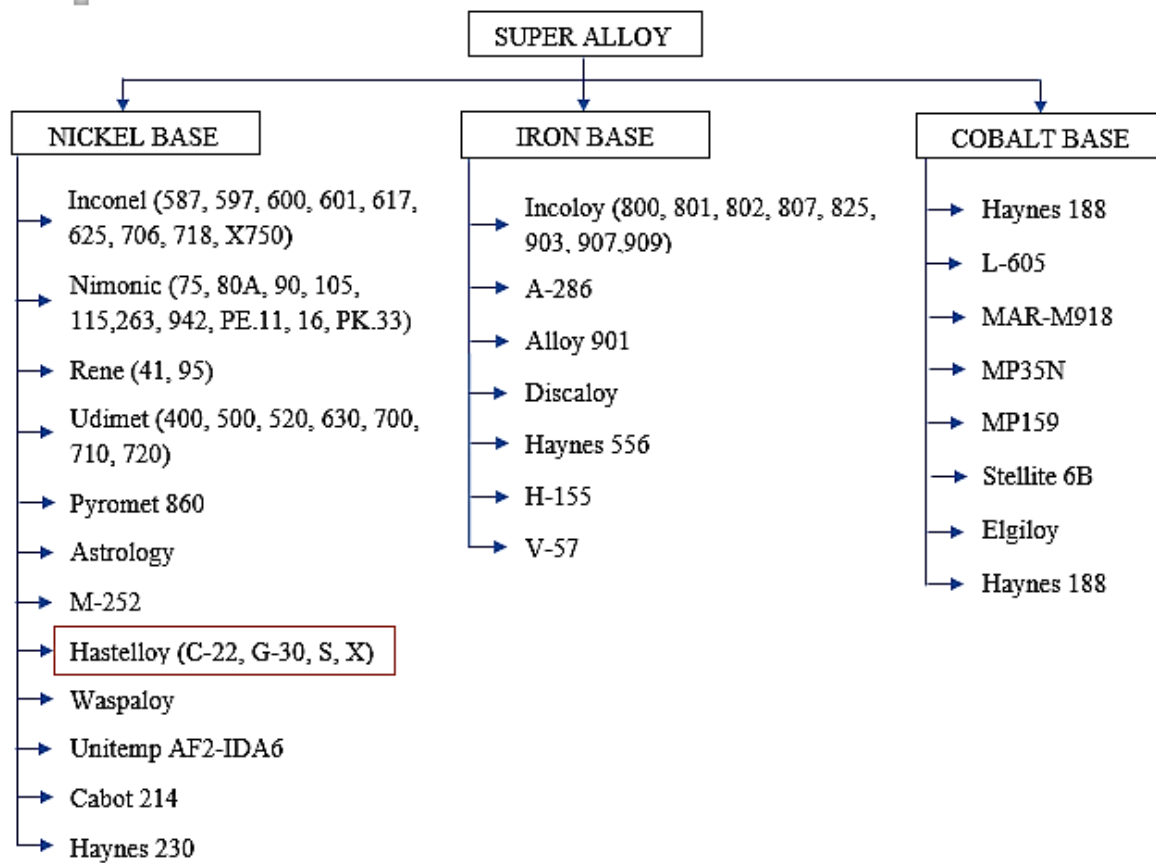 SUPER ALLOY
NICKEL BASE
Inconel (587, 597, 600, 601, 617,
625, 706, 718, X750)
Nimonic (75, 80A, 90, 105,
115,263, 942, PE.11, 16, PK.33)
Rene (41, 95)
Udimet (400, 500, 520, 630, 700,
710, 720)
Pyromet 860
Astrology
M-252
Hastelloy (C-22, G-30, S, X)
Waspaloy
Unitemp AF2-IDA6
Cabot 214
Haynes 230
IRON BASE
Incoloy (800, 801, 802, 807, 825,
903, 907,909)
A-286
Alloy 901
Discaloy
Haynes 556
H-155
V-57
COBALT BASE
Haynes 188
L-605
MAR-M918
MP35N
MP159
Stellite 6B
Elgiloy
Haynes 188